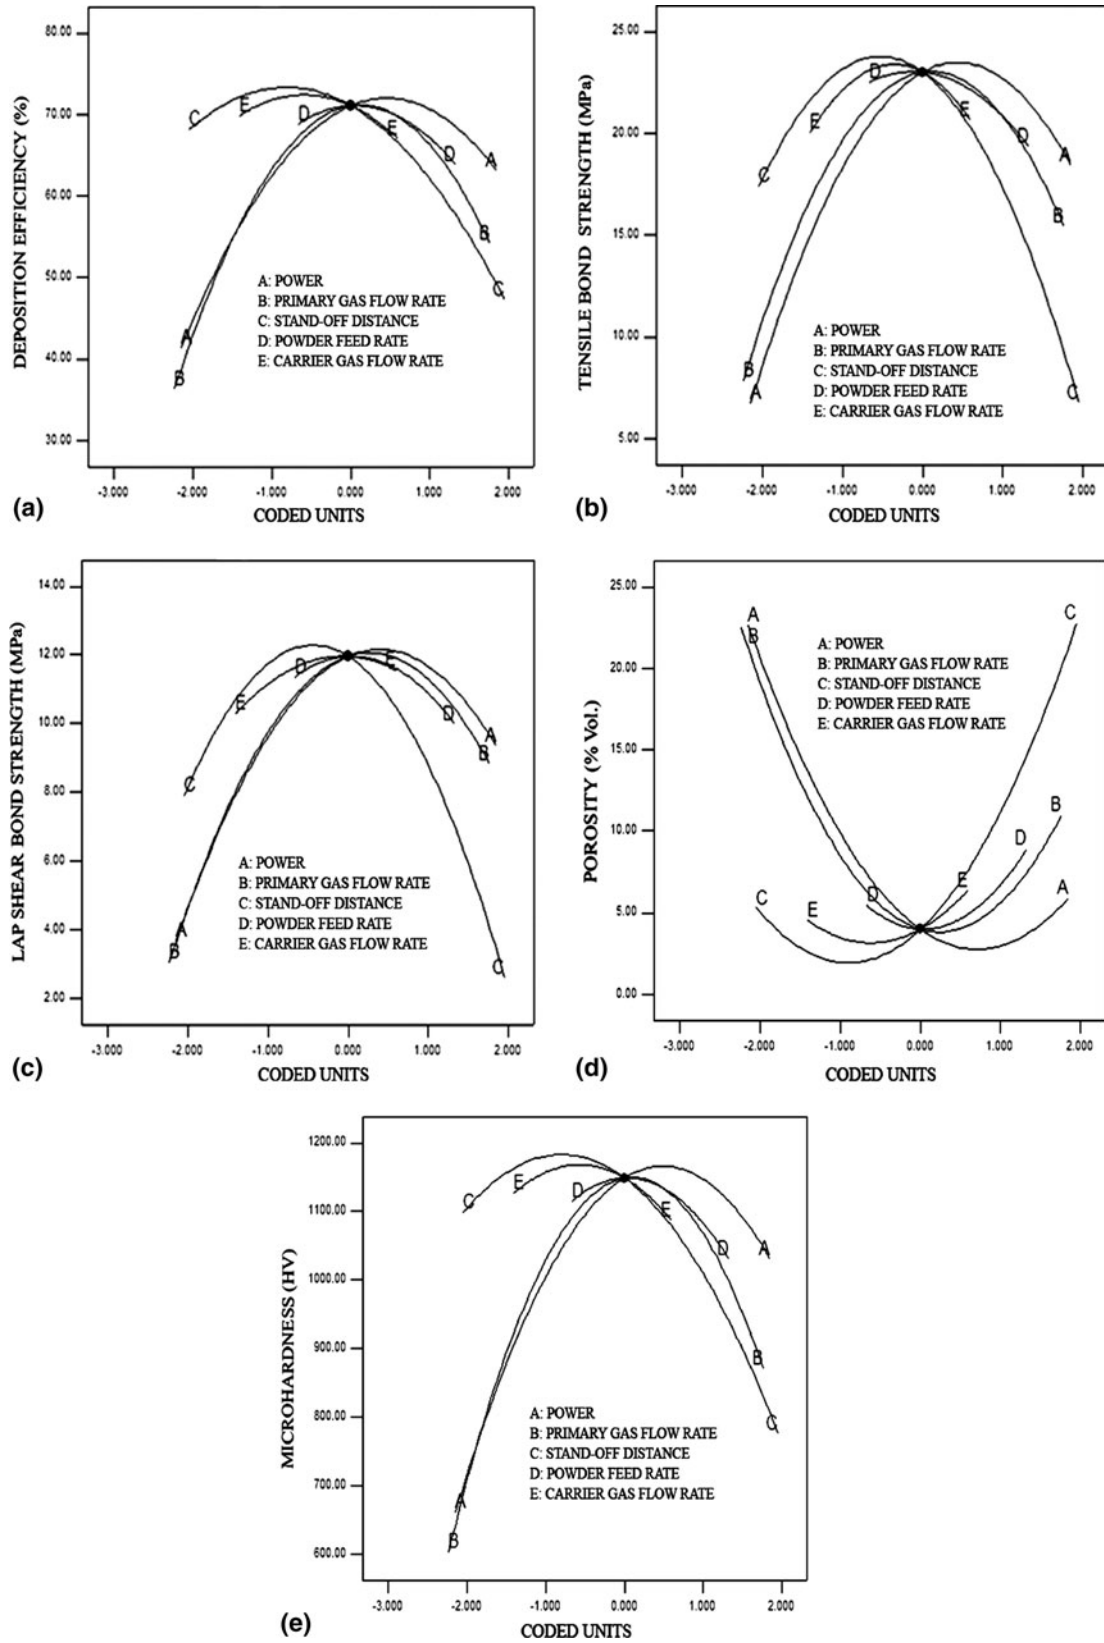 80.00
70.00
60.00
50.00
40.00
30.00
DEPOSITION EFFICIENCY (%)
C
E
D
E
D
A
B
C
A
B
A: POWER
B: PRIMARY GAS FLOW RATE
C: STAND-OFF DISTANCE
D: POWDER FEED RATE
E: CARRIER GAS FLOW RATE
-3.000 -2.000 -1.000 0.000 1.000 2.000
(a) CODED UNITS
25.00
20.00
15.00
10.00
5.00
TENSILE BOND STRENGTH (MPa)
D
E
C
E
D
A
B
B
A
C
A: POWER
B: PRIMARY GAS FLOW RATE
C: STAND-OFF DISTANCE
D: POWDER FEED RATE
E: CARRIER GAS FLOW RATE
-3.000 -2.000 -1.000 0.000 1.000 2.000
(b) CODED UNITS
14.00
12.00
10.00
8.00
6.00
4.00
2.00
LAP SHEAR BOND STRENGTH (MPa)
D
E
E
D
A
B
C
A
B
C
A: POWER
B: PRIMARY GAS FLOW RATE
C: STAND-OFF DISTANCE
D: POWDER FEED RATE
E: CARRIER GAS FLOW RATE
-3.000 -2.000 -1.000 0.000 1.000 2.000
(c) CODED UNITS
25.00
20.00
15.00
10.00
5.00
0.00
POROSITY (% Vol.)
A
B
C
A: POWER
B: PRIMARY GAS FLOW RATE
C: STAND-OFF DISTANCE
D: POWDER FEED RATE
E: CARRIER GAS FLOW RATE
B
D
C
E
D
E
A
-3.000 -2.000 -1.000 0.000 1.000 2.000
(d) CODED UNITS
1200.00
1100.00
1000.00
900.00
800.00
700.00
600.00
MICROHARDNESS (HV)
C
E
D
E
D
A
B
C
A
B
A: POWER
B: PRIMARY GAS FLOW RATE
C: STAND-OFF DISTANCE
D: POWDER FEED RATE
E: CARRIER GAS FLOW RATE
-3.000 -2.000 -1.000 0.000 1.000 2.000
(e) CODED UNITS